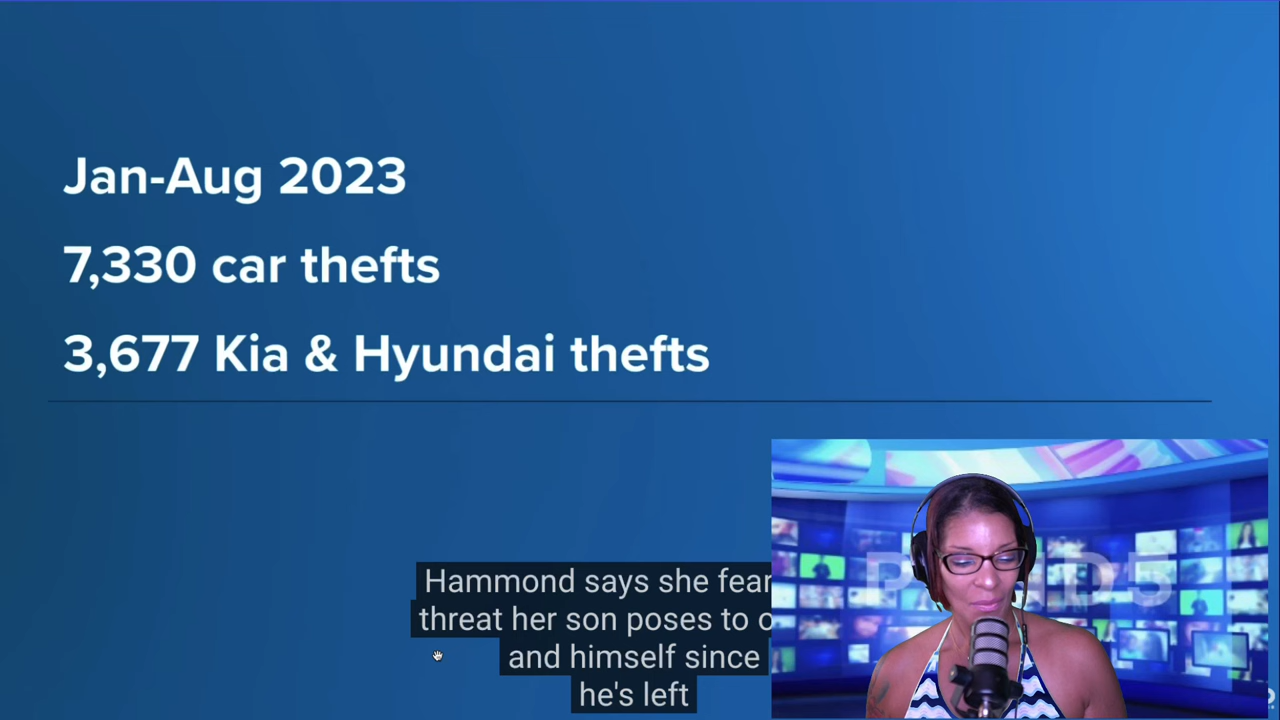 Jan-Aug 2023
7,330 car thefts
3,677 Kia & Hyundai thefts
Hammond says she fear
threat her son poses to
and himself since
he's left